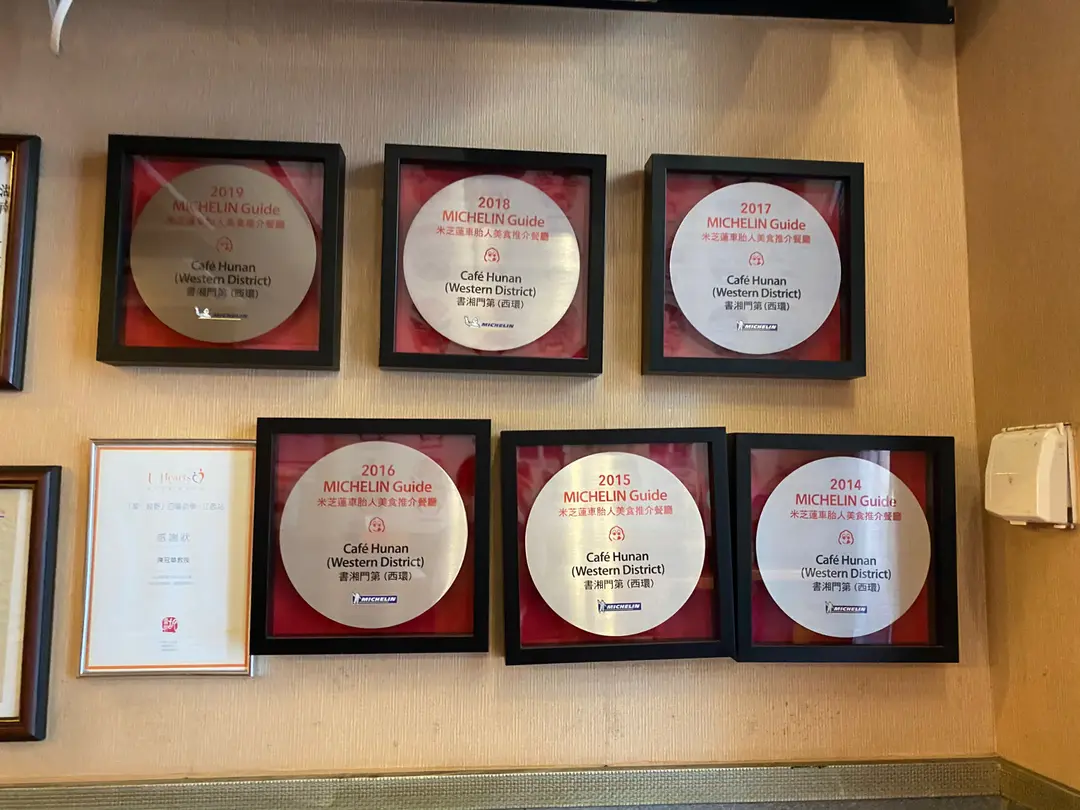 2019
MICHELIN Guide
米芝蓮車胎人美食推介餐廳
Café Hunan
(Western District)
書湘門第 (西環)
2018
MICHELIN Guide
米芝蓮車胎人美食推介餐廳
Café Hunan
(Western District)
書湘門第 (西環)
MICHELIN
2017
MICHELIN Guide
米芝蓮車胎人美食推介餐廳
Café Hunan
(Western District)
書湘門第 (西環)
MICHELIN
感謝狀
2016
MICHELIN Guide
米芝蓮車胎人美食推介餐廳
Café Hunan
(Western District)
書湘門第 (西環)
MICHELIN
2015
MICHELIN Guide
米芝蓮車胎人美食推介餐廳
Café Hunan
(Western District)
書湘門第 (西環)
MICHELIN
2014
MICHELIN Guide
米芝蓮車胎人美食推介餐廳
Café Hunan
(Western District)
書湘門第 (西環)
MICHELIN